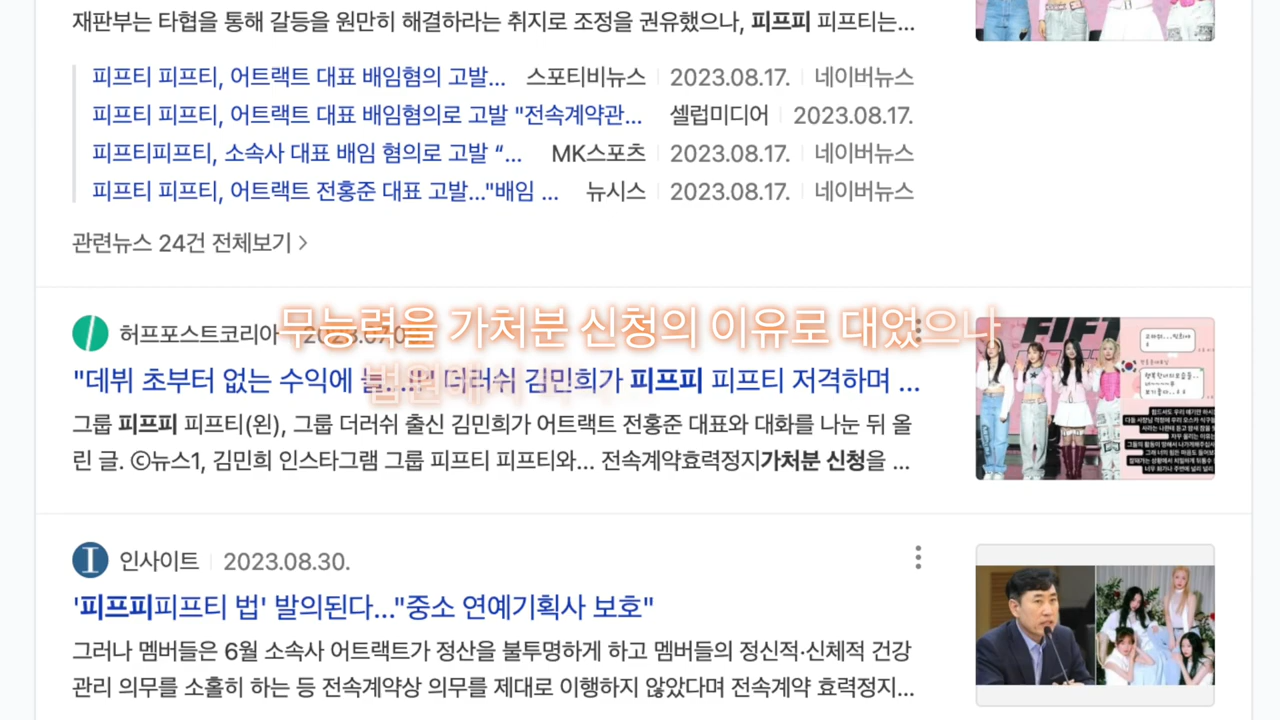 재판부는 타협을 통해 갈등을 원만히 해결하라는 취지로 조정을 권유했으나, 피프피 피프티는...
피프티 피프티, 어트랙트 대표 배임혐의 고발... 스포티비뉴스 2023.08.17. 네이버뉴스
피프티 피프티, 어트랙트 대표 배임혐의로 고발 "전속계약관... 셀럽미디어 2023.08.17.
피프티피프티, 소속사 대표 배임 혐의로 고발 “... MK스포츠 2023.08.17. 네이버뉴스
피프티 피프티, 어트랙트 전홍준 대표 고발..."배임 ... 뉴시스 2023.08.17. 네이버뉴스
관련뉴스 24건 전체보기 >
무능력을 가처분 신청의 이유로 대었으나
허프포스트코리아
"데뷔 초부터 없는 수익에 더러쉬 김민희가 피프피 피프티 저격하며 ...
그룹 피프피 피프티(왼), 그룹 더러쉬 출신 김민희가 어트랙트 전홍준 대표와 대화를 나눈 뒤 올
린 글. ⓒ뉴스1, 김민희 인스타그램 그룹 피프티 피프티와... 전속계약효력정지가처분 신청을 ...
FIFT
인사이트 2023.08.30.
'피프피피프티 법' 발의된다..."중소 연예기획사 보호"
그러나 멤버들은 6월 소속사 어트랙트가 정산을 불투명하게 하고 멤버들의 정신적·신체적 건강
관리 의무를 소홀히 하는 등 전속계약상 의무를 제대로 이행하지 않았다며 전속계약 효력정지...